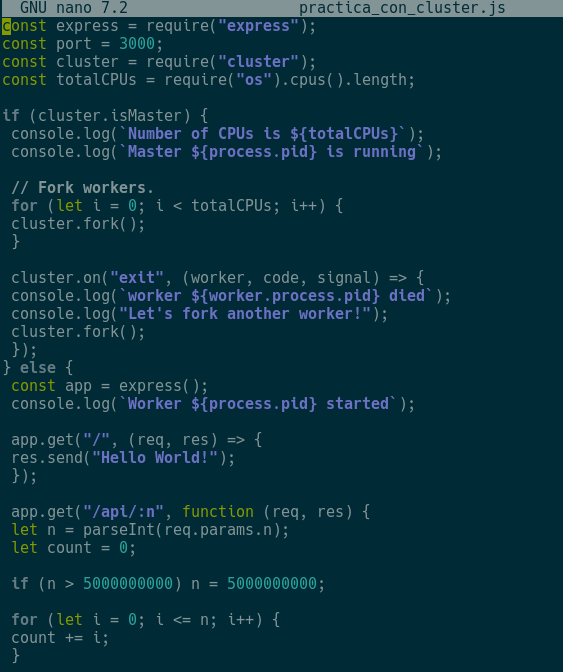 GNU nano 7.2 practica_con_cluster.js
const express = require("express");
const port = 3000;
const cluster = require("cluster");
const totalCPUs = require("os").cpus().length;
if (cluster.isMaster) {
console.log(`Number of CPUs is ${totalCPUs}`);
console.log(`Master ${process.pid} is running`);
// Fork workers.
for (let i = 0; i < totalCPUs; i++) {
cluster.fork();
}
cluster.on("exit", (worker, code, signal) => {
console.log(`worker ${worker.process.pid} died`);
console.log("Let's fork another worker!");
cluster.fork();
});
} else {
const app = express();
console.log(`Worker ${process.pid} started`);
app.get("/", (req, res) => {
res.send("Hello World!");
});
app.get("/api/:n", function (req, res) {
let n = parseInt(req.params.n);
let count = 0;
if (n > 5000000000) n = 5000000000;
for (let i = 0; i <= n; i++) {
count += i;
}